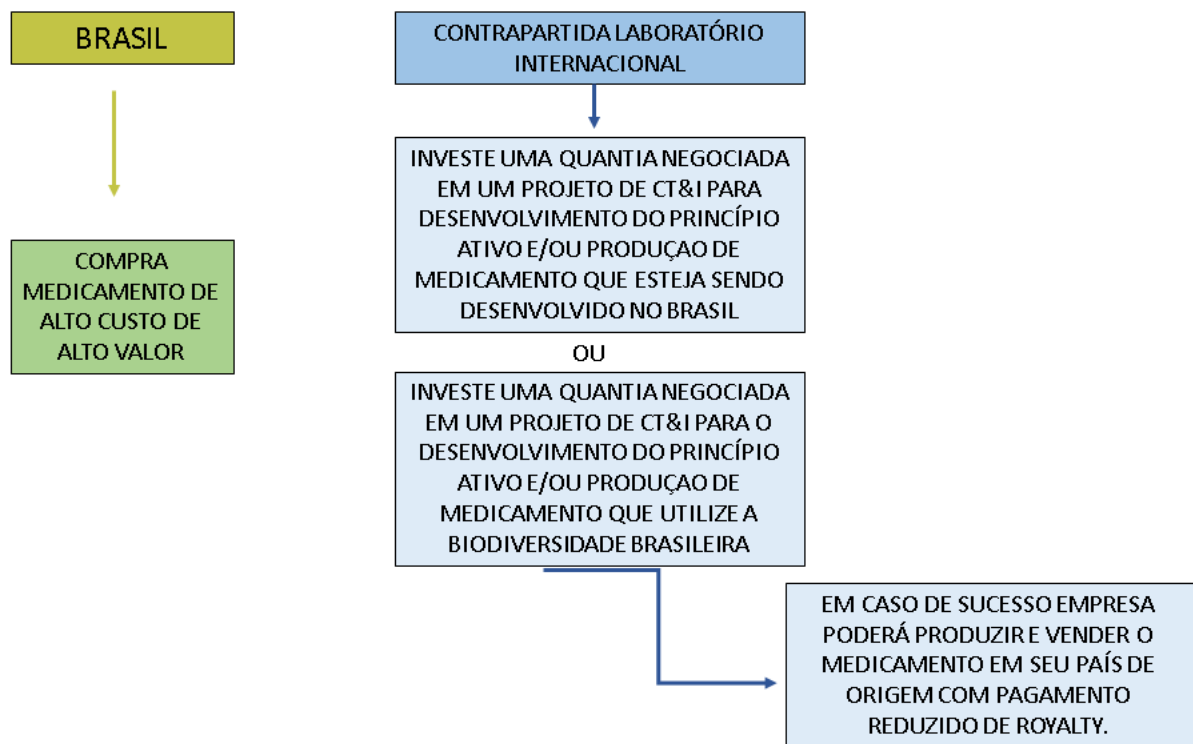 BRASIL
COMPRA
MEDICAMENTO DE
ALTO CUSTO DE
ALTO VALOR
CONTRAPARTIDA LABORATÓRIO
INTERNACIONAL
INVESTE UMA QUANTIA NEGOCIADA
EM UM PROJETO DE CT&I PARA
DESENVOLVIMENTO DO PRINCÍPIO
ATIVO E/OU PRODUÇAO DE
MEDICAMENTO QUE ESTEJA SENDO
DESENVOLVIDO NO BRASIL
OU
INVESTE UMA QUANTIA NEGOCIADA
EM UM PROJETO DE CT&I PARA O
DESENVOLVIMENTO DO PRINCÍPIO
ATIVO E/OU PRODUÇAO DE
MEDICAMENTO QUE UTILIZE A
BIODIVERSIDADE BRASILEIRA
EM CASO DE SUCESSO EMPRESA
PODERÁ PRODUZIR E VENDER O
MEDICAMENTO EM SEU PAÍS DE
ORIGEM COM PAGAMENTO
REDUZIDO DE ROYALTY.